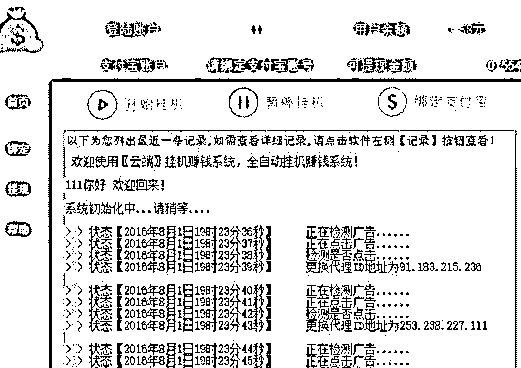 登陆账户
用户余额
支付宝账户 请绑定支付宝账号 可提现余额
首页
开始挂机 暂停挂机 绑定支付宝
绑定
以下为您列出最近一条记录,如需查看详细记录,请点击软件左侧【记录】按钮查看!
欢迎使用【云端】挂机赚钱系统,全自动挂机赚钱系统!
111你好 欢迎回来!
系统初始化中...请稍等....
>> 状态【2016年8月1日19时23分36秒】 正在检测广告......
>> 状态【2016年8月1日19时23分37秒】 正在点击广告......
>> 状态【2016年8月1日19时23分38秒】 检测是否点击......
>> 状态【2016年8月1日19时23分39秒】 更换代理ID地址为91.183.215.236
>> 状态【2016年8月1日19时23分40秒】 正在检测广告......
>> 状态【2016年8月1日19时23分41秒】 正在点击广告......
>> 状态【2016年8月1日19时23分42秒】 检测是否点击......
>> 状态【2016年8月1日19时23分43秒】 更换代理ID地址为253.238.227.111
>> 状态【2016年8月1日19时23分44秒】 正在检测广告......
>> 状态【2016年8月1日19时23分45秒】 正在点击广告......